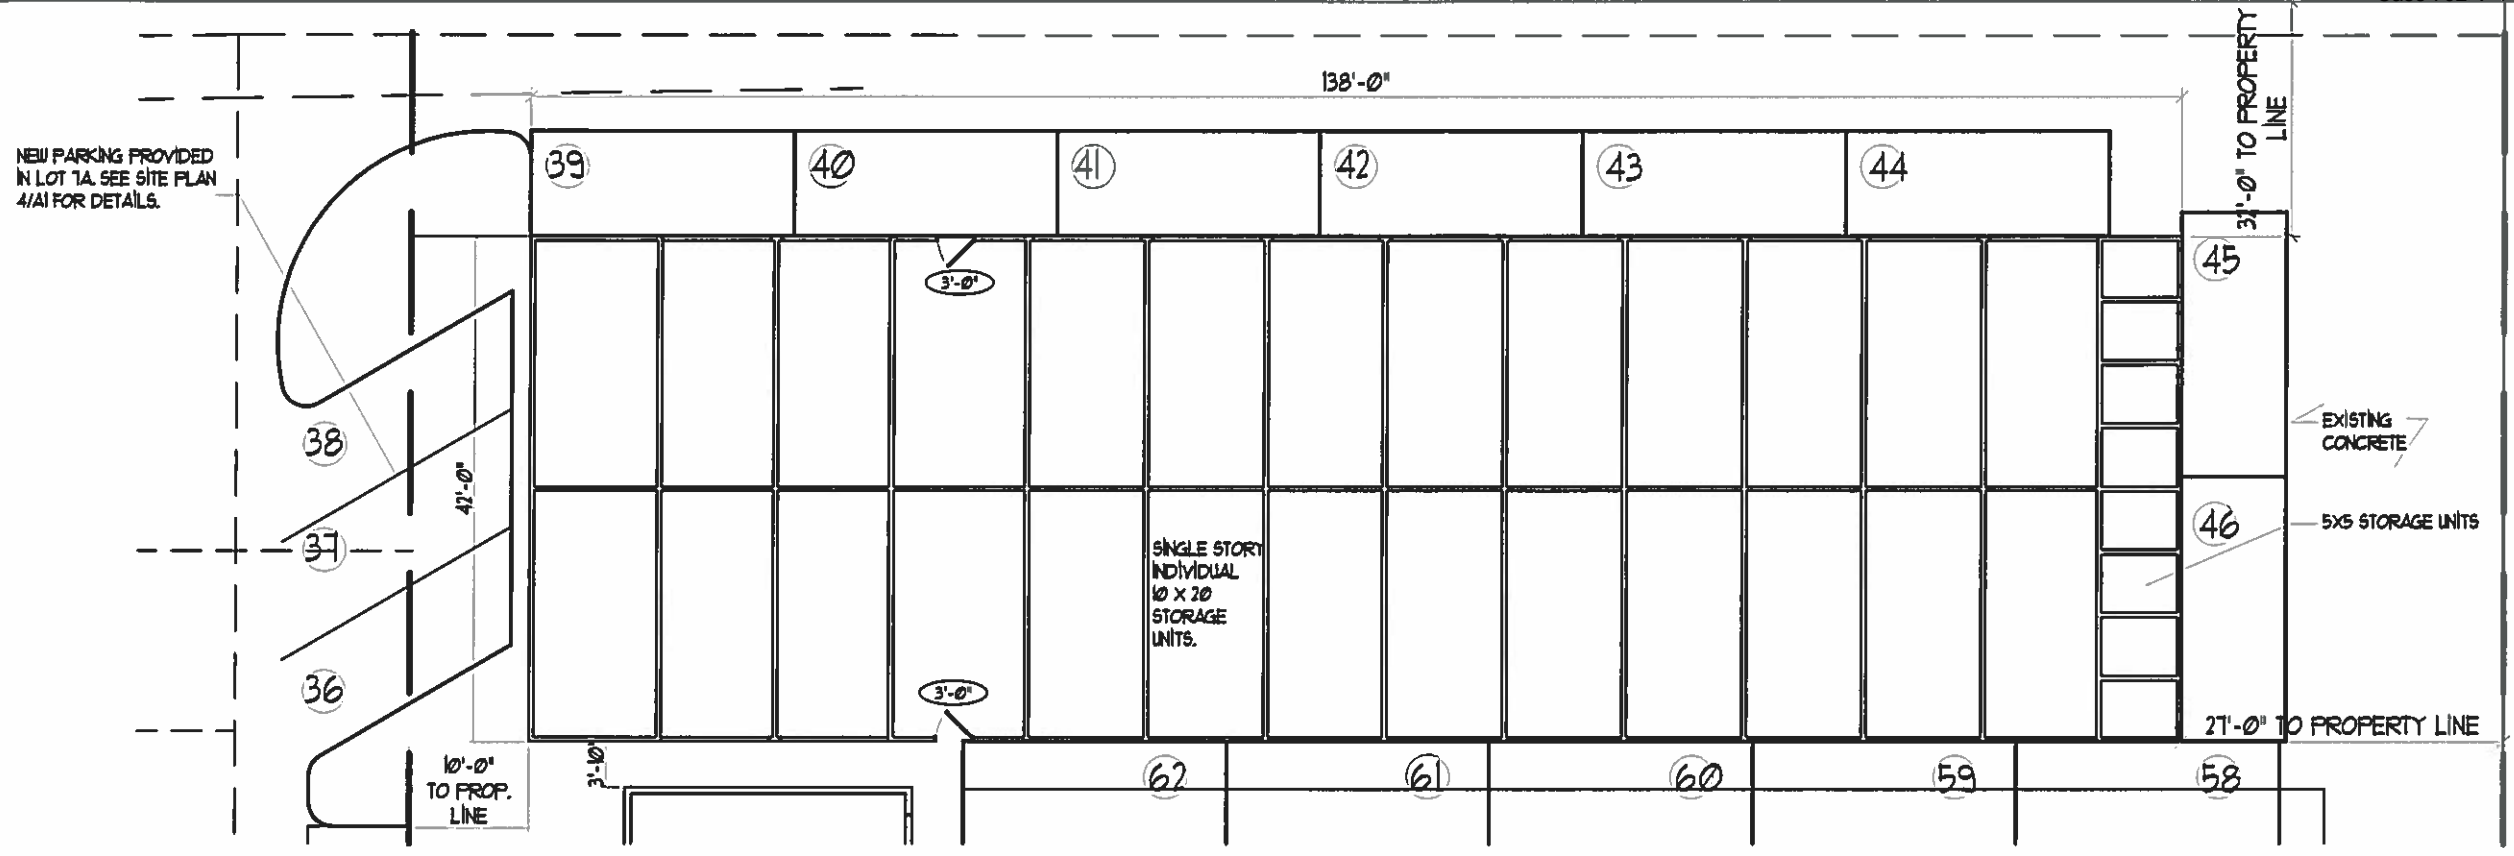 138'-0"
32'-0" TO PROPERTY
LINE
NEW PARKING PROVIDED
IN LOT 7A. SEE SITE PLAN
4/A1 FOR DETAILS.
39
40
41
42
43
44
45
3'-0"
38
42'-0"
EXISTING
CONCRETE
46
5X5 STORAGE UNITS
37
SINGLE STORY
INDIVIDUAL
10 X 20
STORAGE
UNITS.
36
3'-0"
27'-0" TO PROPERTY LINE
10'-0"
TO PROP.
LINE
3'-10"
62
61
60
59
58